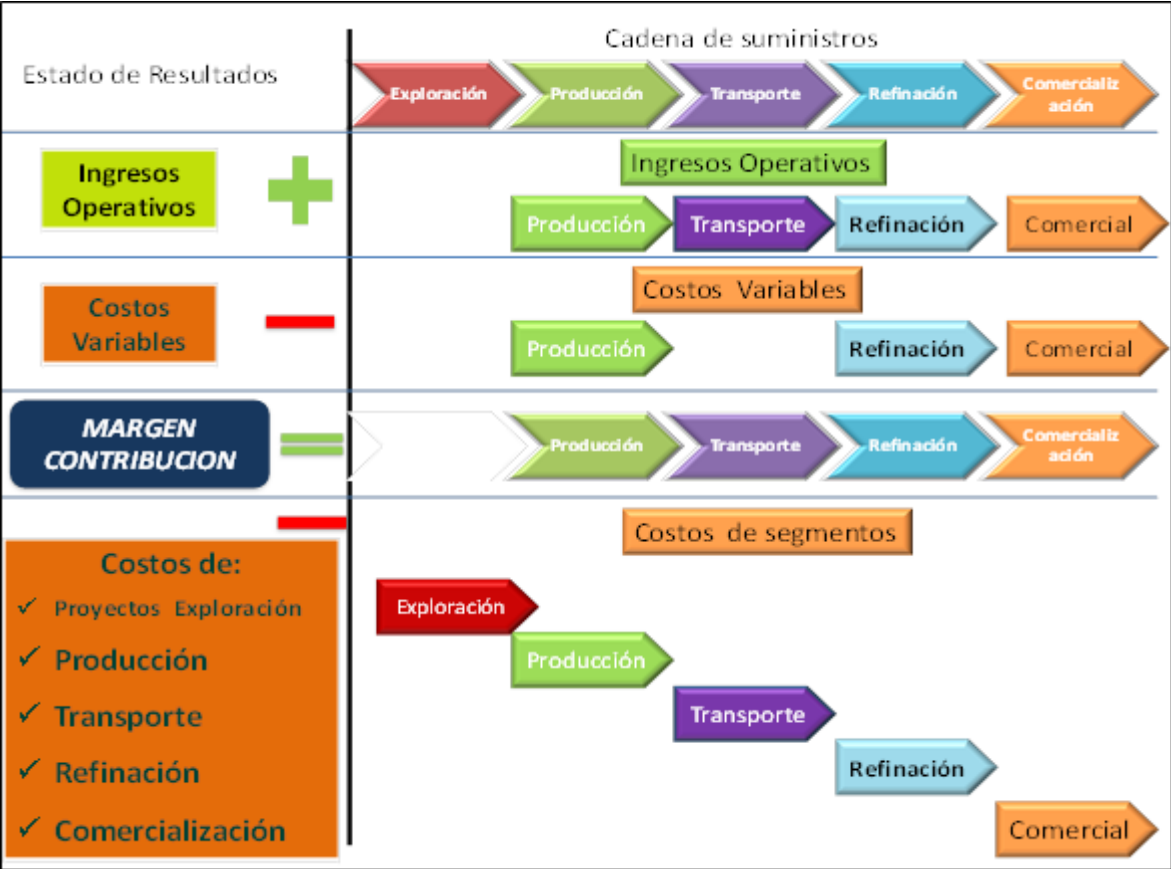 Cadena de suministros
Estado de Resultados
Exploración
Producción
Transporte
Refinación
Comercializ
ación
Ingresos
Operativos
Ingresos Operativos
Producción
Transporte
Refinación
Comercial
Costos
Variables
Costos Variables
Producción
Refinación
Comercial
MARGEN
CONTRIBUCION
Producción
Transporte
Refinación
Comercializ
ación
Costos de segmentos
Costos de:
✓ Proyectos Exploración
✓ Producción
✓ Transporte
✓ Refinación
✓ Comercialización
Exploración
Producción
Transporte
Refinación
Comercial